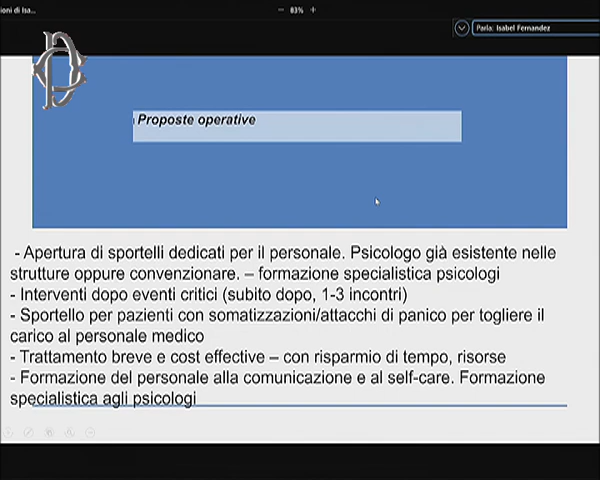 ioni di Isa...
83%
Parla: Isabel Fernandez
Proposte operative
- Apertura di sportelli dedicati per il personale. Psicologo già esistente nelle
strutture oppure convenzionare. – formazione specialistica psicologi
- Interventi dopo eventi critici (subito dopo, 1-3 incontri)
- Sportello per pazienti con somatizzazioni/attacchi di panico per togliere il
carico al personale medico
- Trattamento breve e cost effective – con risparmio di tempo, risorse
- Formazione del personale alla comunicazione e al self-care. Formazione
specialistica agli psicologi